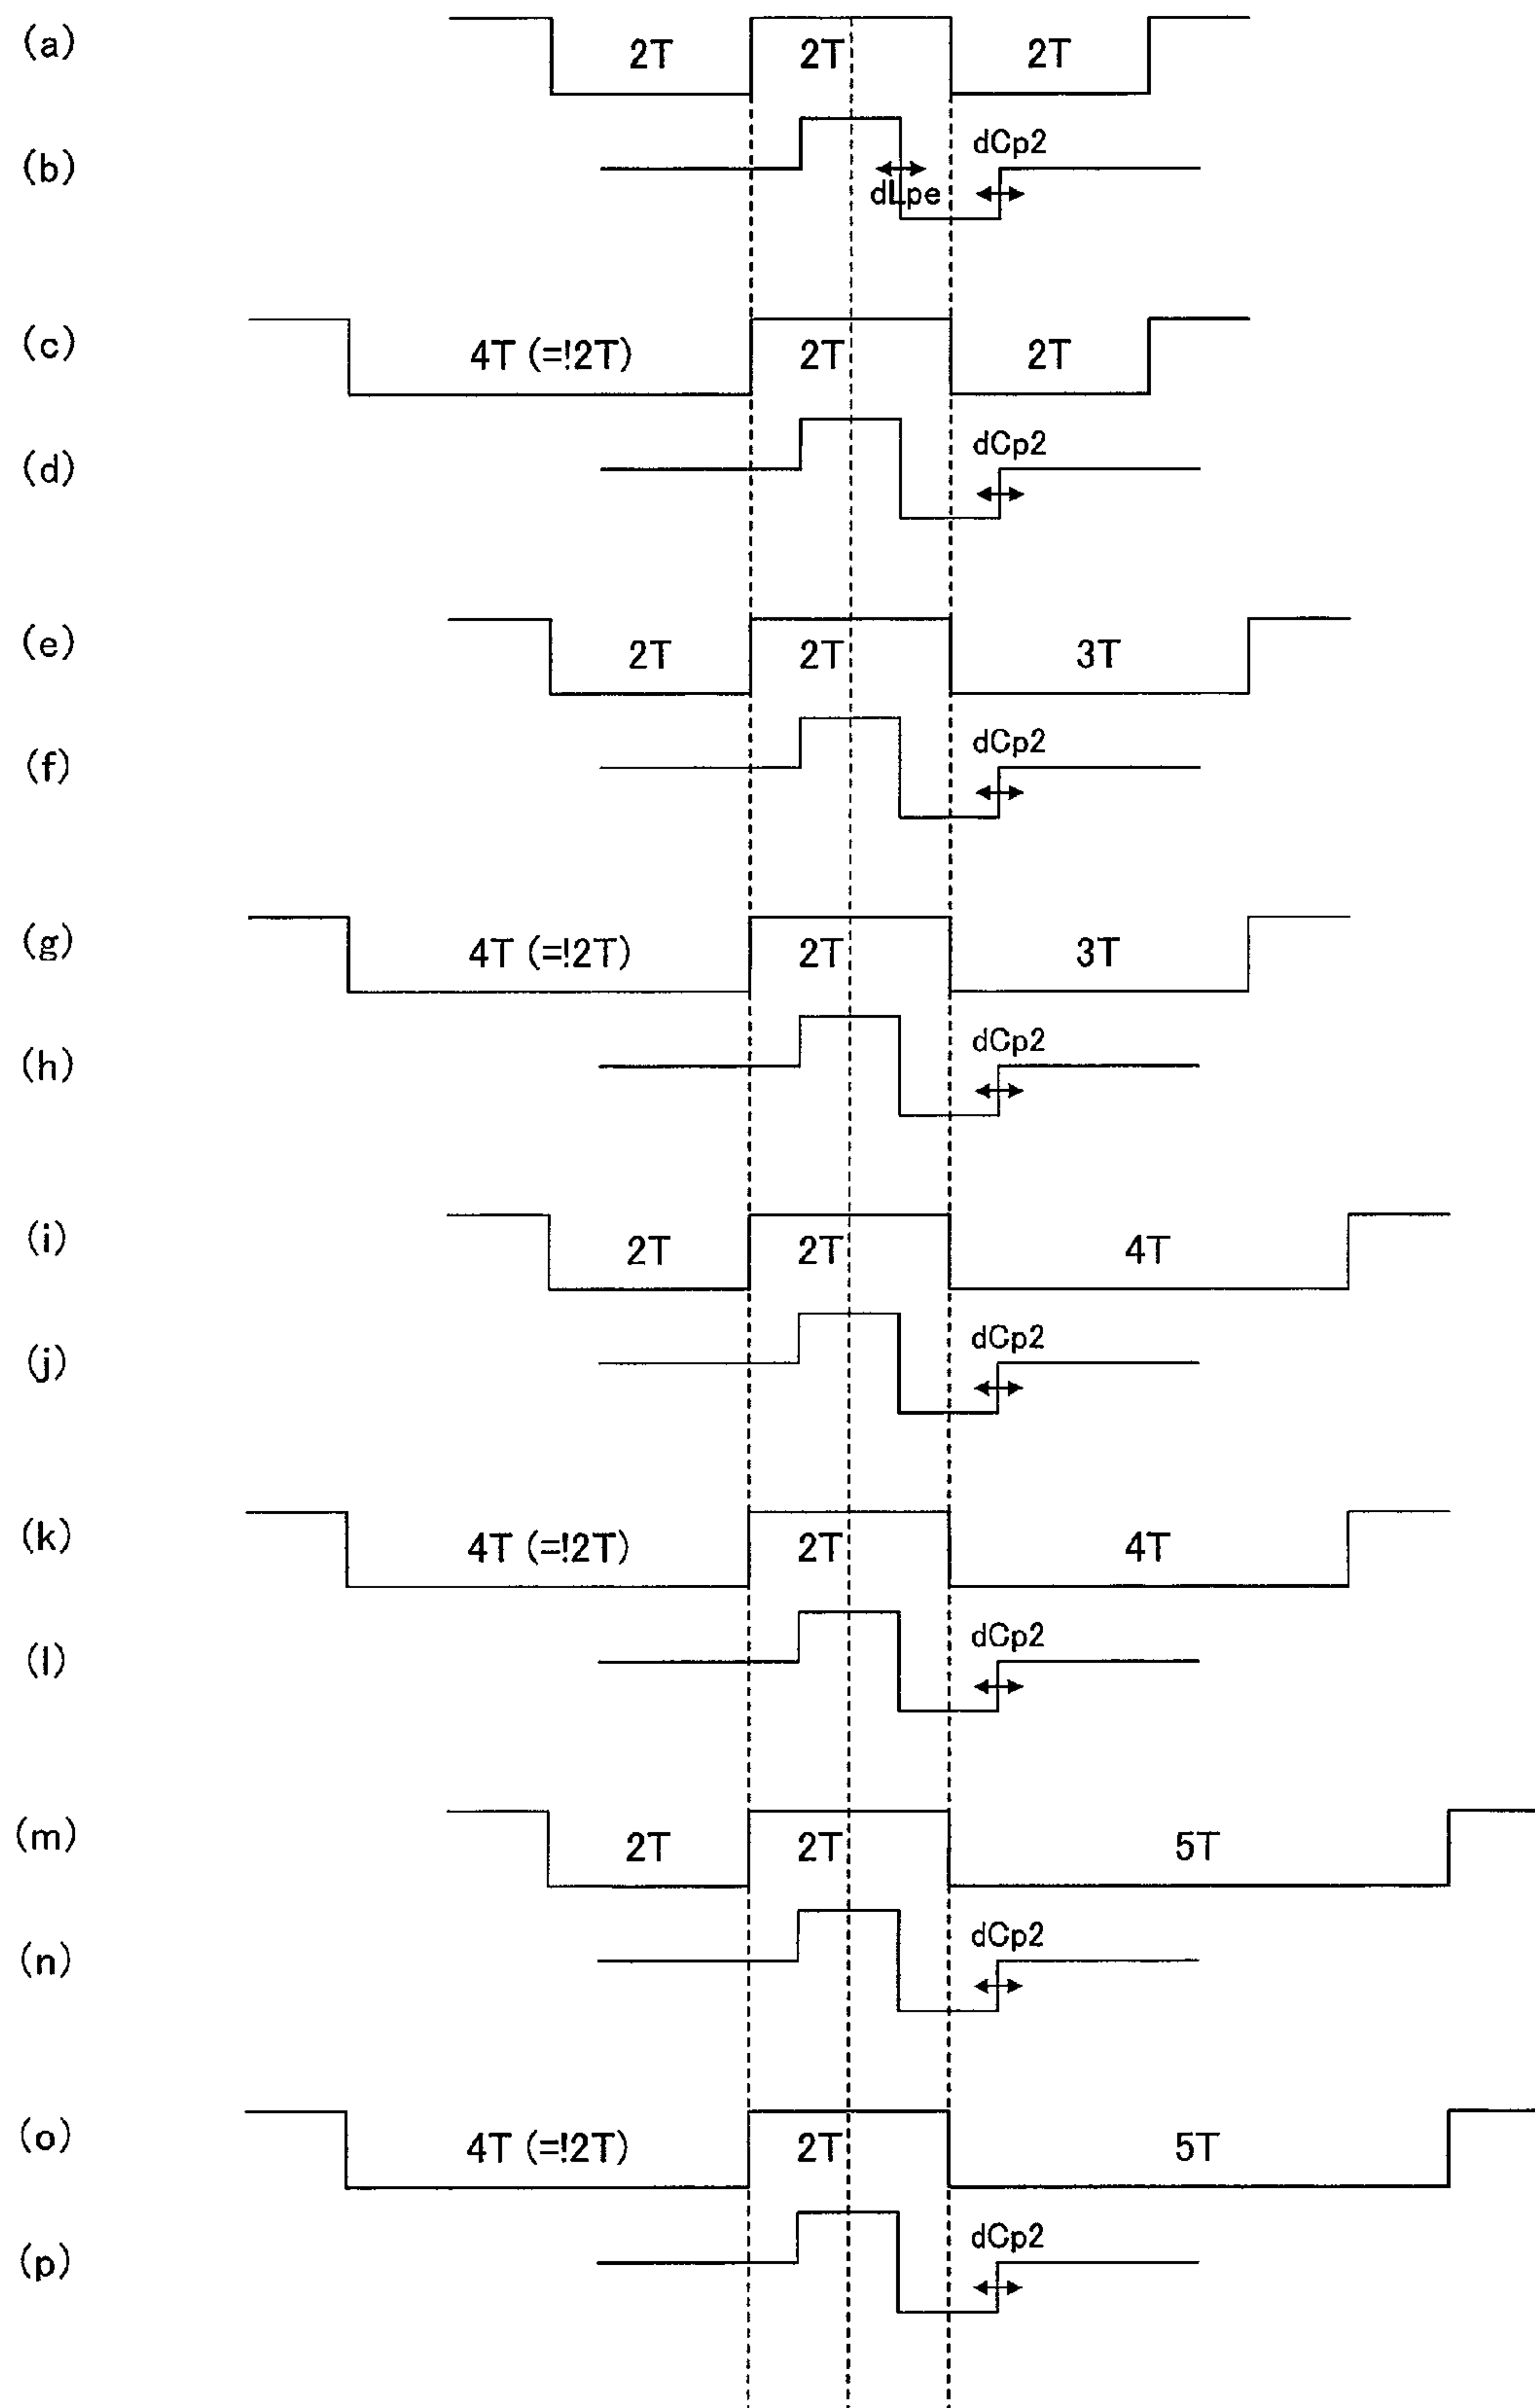 (a) 2T 2T 2T
(b) dLpe dCp2
(c) 4T (=!2T) 2T 2T
(d) dCp2
(e) 2T 2T 3T
(f) dCp2
(g) 4T (=!2T) 2T 3T
(h) dCp2
(i) 2T 2T 4T
(j) dCp2
(k) 4T (=!2T) 2T 4T
(l) dCp2
(m) 2T 2T 5T
(n) dCp2
(o) 4T (=!2T) 2T 5T
(p) dCp2